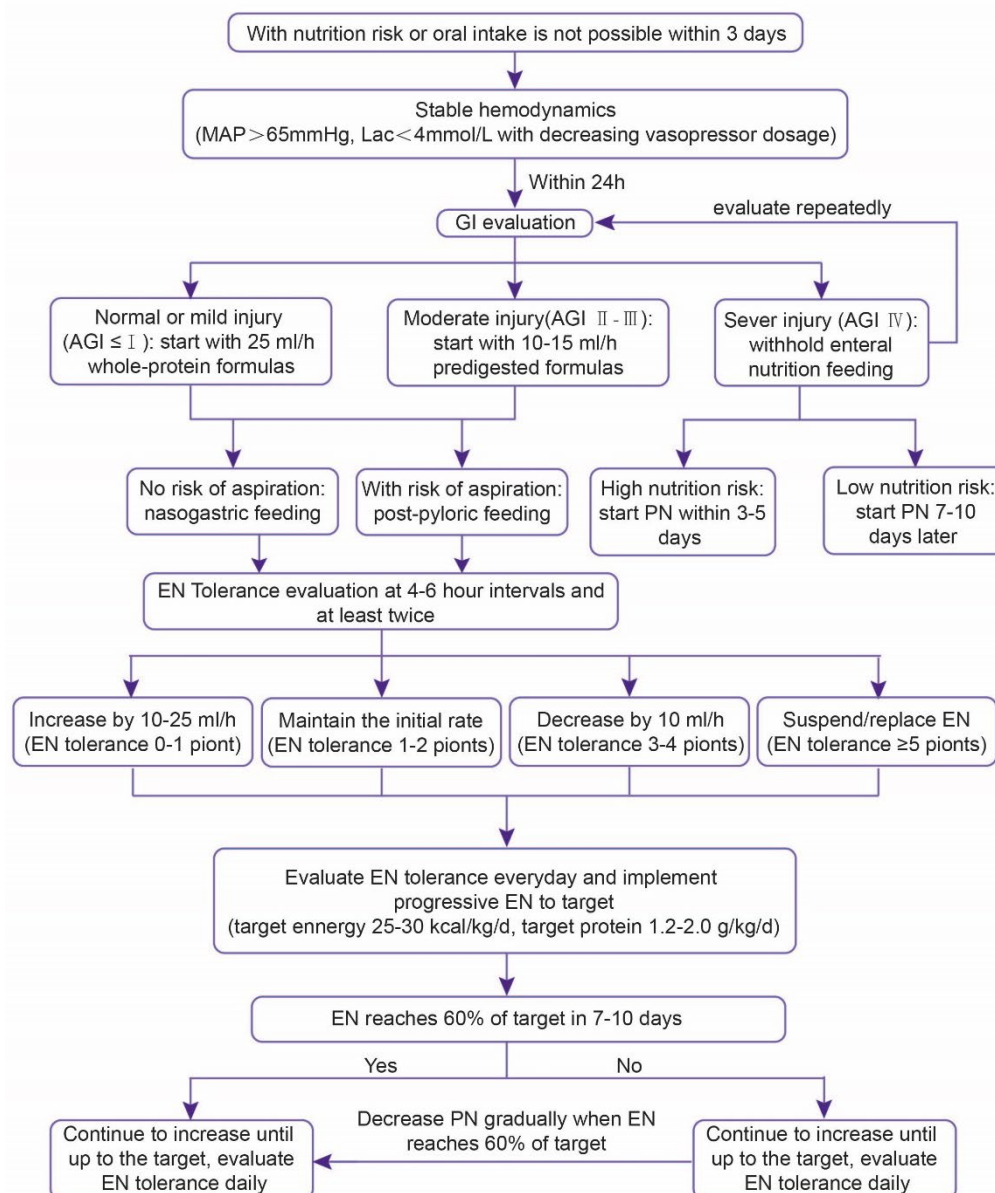 With nutrition risk or oral intake is not possible within 3 days
Stable hemodynamics
(MAP＞65mmHg, Lac＜4mmol/L with decreasing vasopressor dosage)
Within 24h
GI evaluation
evaluate repeatedly
Normal or mild injury
(AGI ≤ Ⅰ): start with 25 ml/h
whole-protein formulas
Moderate injury(AGI Ⅱ-Ⅲ):
start with 10-15 ml/h
predigested formulas
Sever injury (AGI Ⅳ):
withhold enteral
nutrition feeding
No risk of aspiration:
nasogastric feeding
With risk of aspiration:
post-pyloric feeding
High nutrition risk:
start PN within 3-5
days
Low nutrition risk:
start PN 7-10
days later
EN Tolerance evaluation at 4-6 hour intervals and
at least twice
Increase by 10-25 ml/h
(EN tolerance 0-1 piont)
Maintain the initial rate
(EN tolerance 1-2 pionts)
Decrease by 10 ml/h
(EN tolerance 3-4 pionts)
Suspend/replace EN
(EN tolerance ≥5 pionts)
Evaluate EN tolerance everyday and implement
progressive EN to target
(target ennergy 25-30 kcal/kg/d, target protein 1.2-2.0 g/kg/d)
EN reaches 60% of target in 7-10 days
Yes
No
Continue to increase until
up to the target, evaluate
EN tolerance daily
Decrease PN gradually when EN
reaches 60% of target
Continue to increase until
up to the target, evaluate
EN tolerance daily